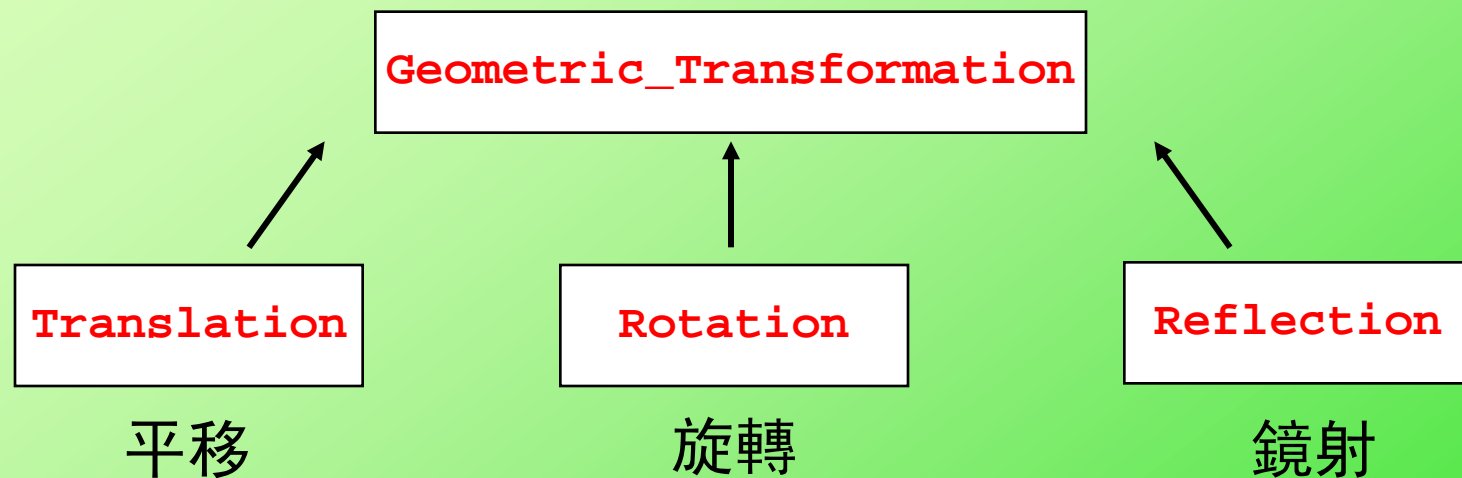 Geometric_Transformation
Translation
Rotation
Reflection
平移
旋轉
鏡射